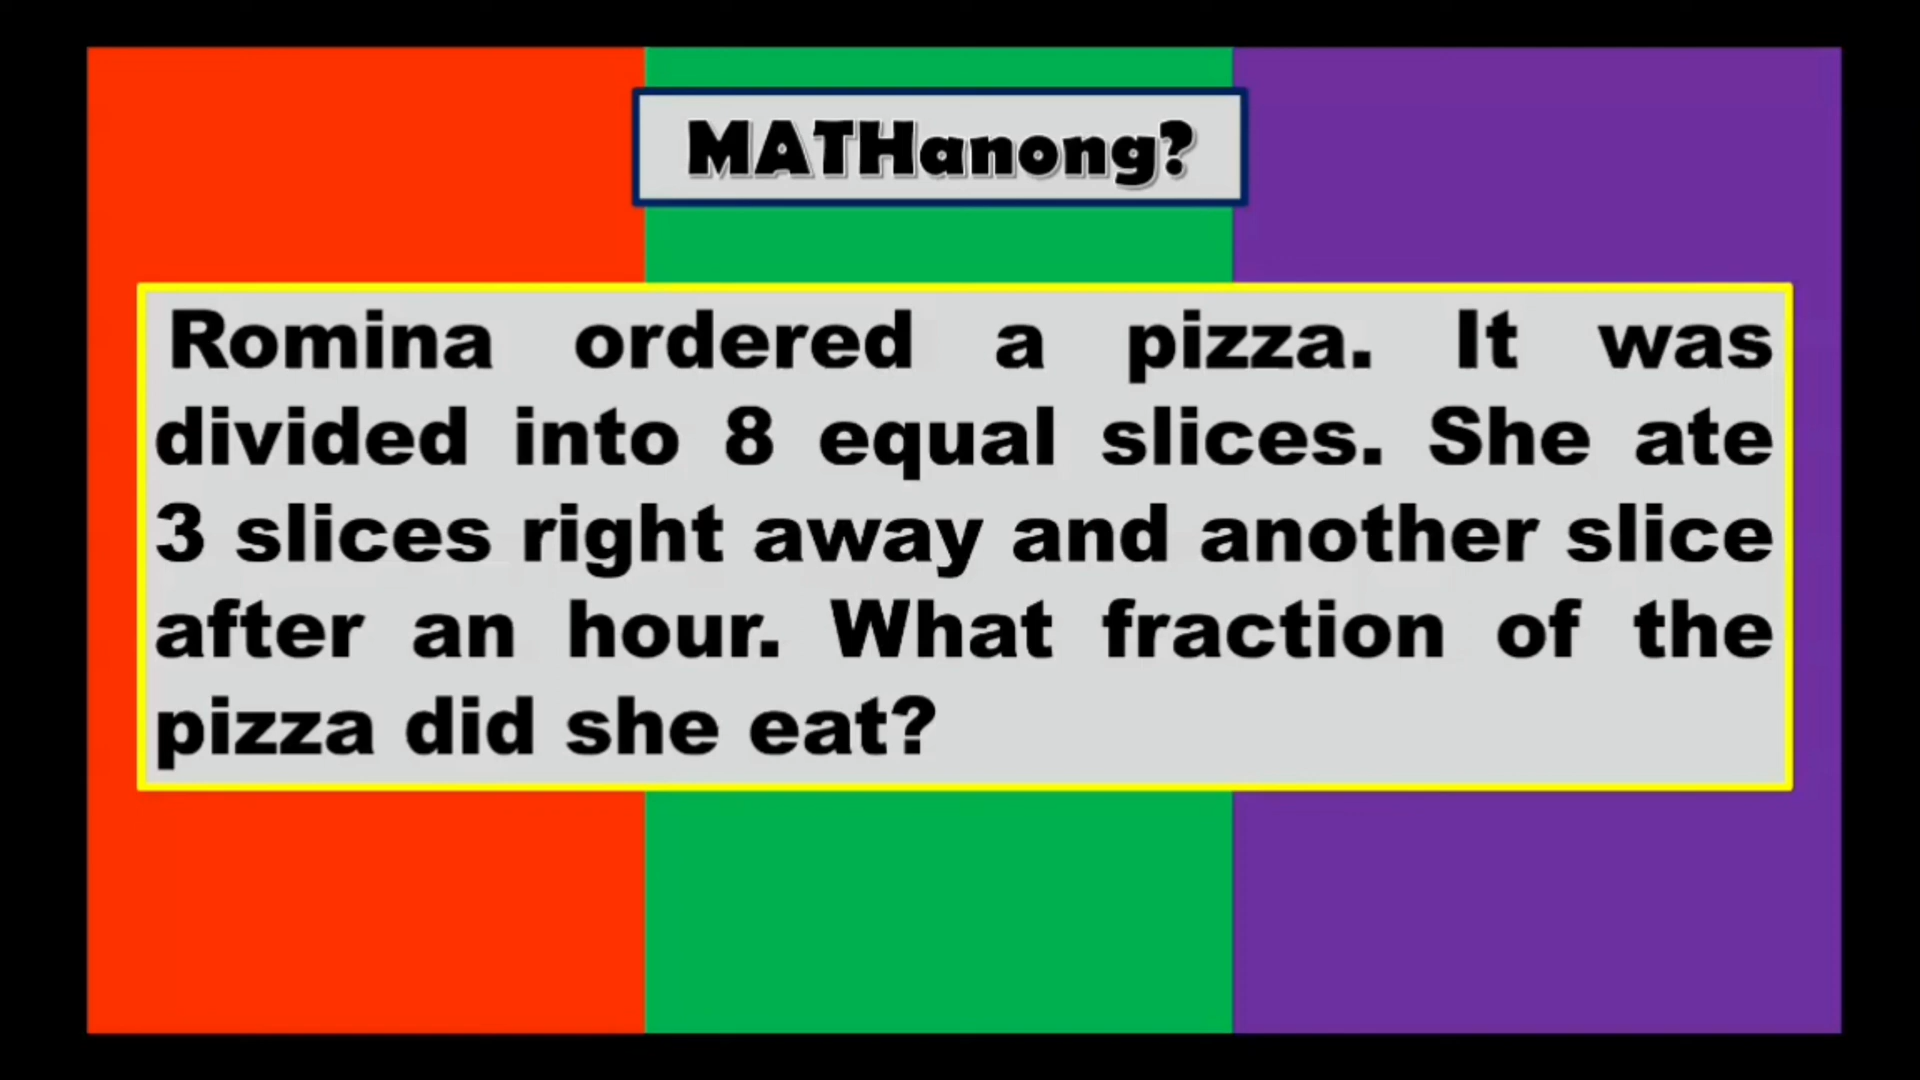 MATHanong?
Romina ordered a pizza. It was
divided into 8 equal slices. She ate
3 slices right away and another slice
after an hour. What fraction of the
pizza did she eat?